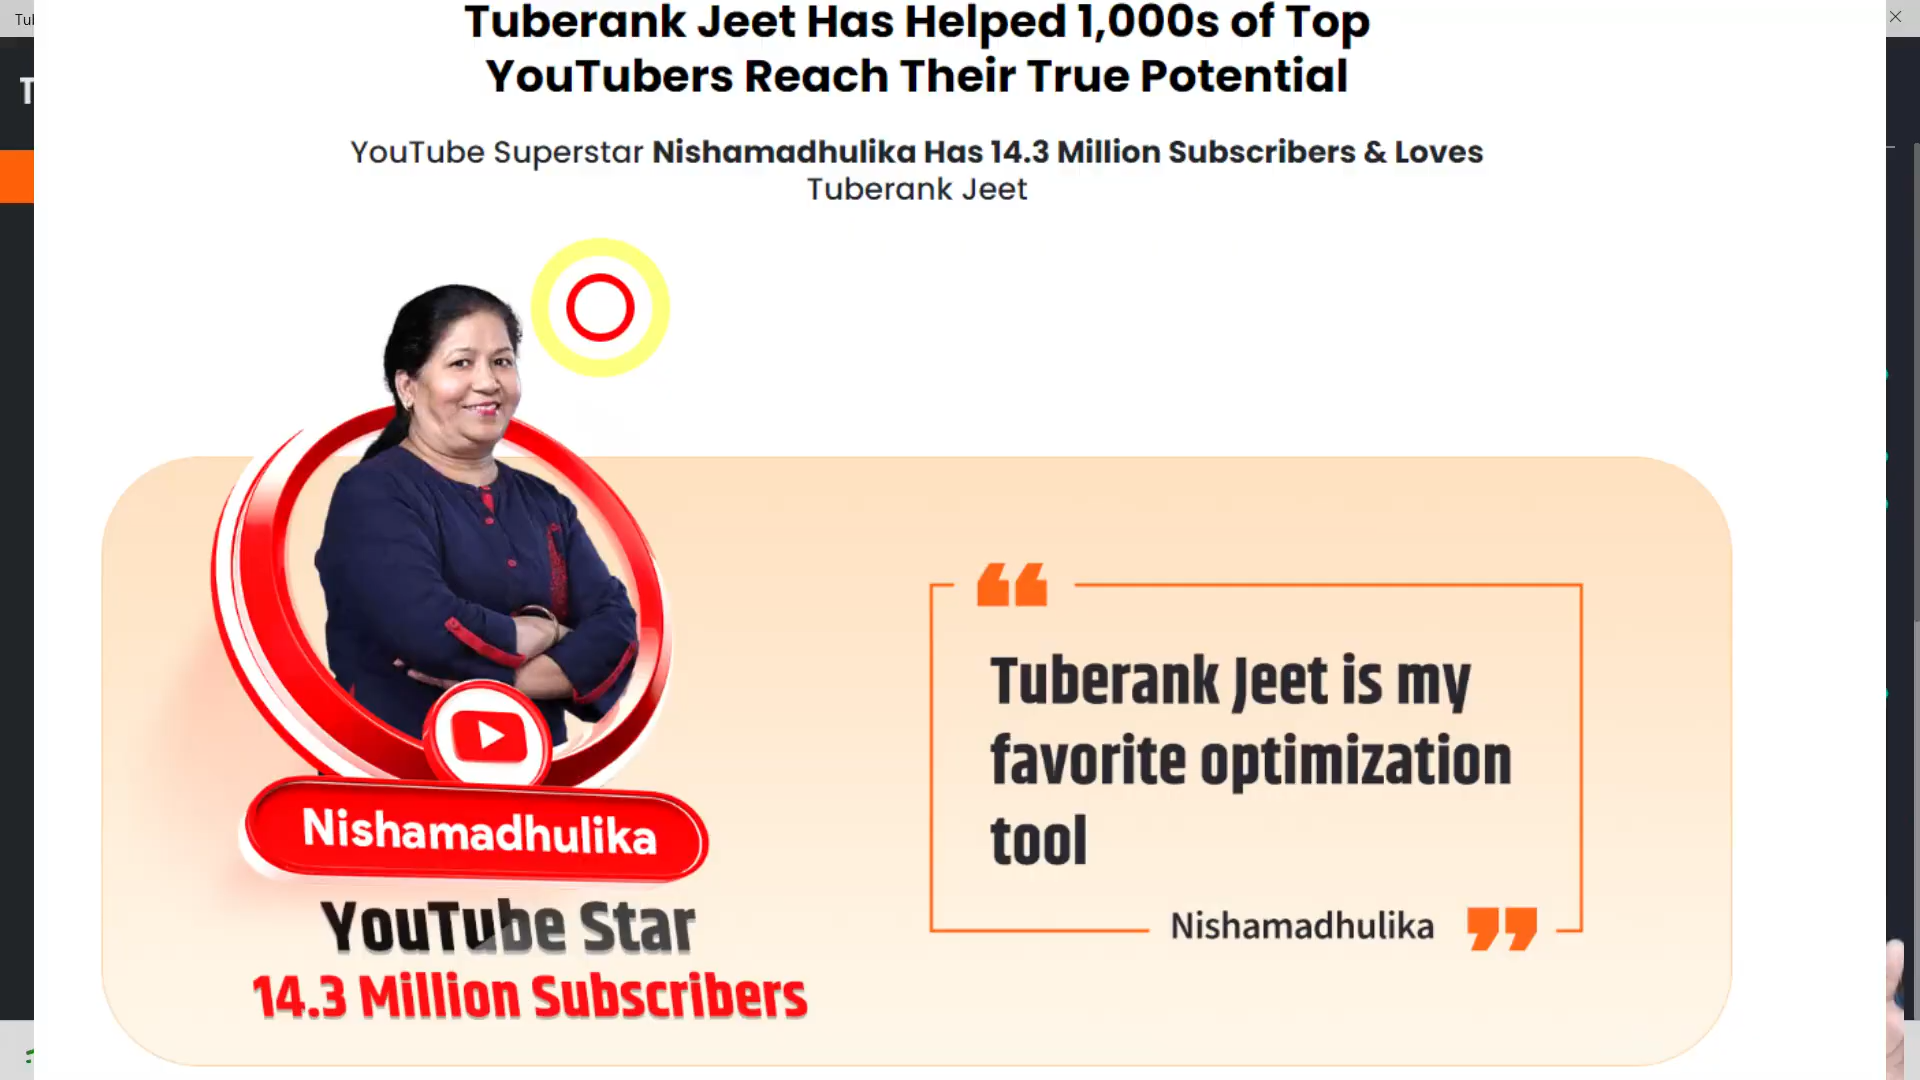 Tuberank Jeet Has Helped 1,000s of Top
YouTubers Reach Their True Potential
YouTube Superstar Nishamadhulika Has 14.3 Million Subscribers & Loves
Tuberank Jeet
Tuberank Jeet is my
favorite optimization
tool
Nishamadhulika
Nishamadhulika
YouTube Star
14.3 Million Subscribers